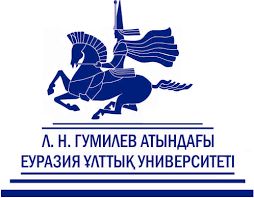 Л. Н. ГУМИЛЕВ АТЫНДАҒЫ
ЕУРАЗИЯ ҰЛТТЫҚ УНИВЕРСИТЕТІ